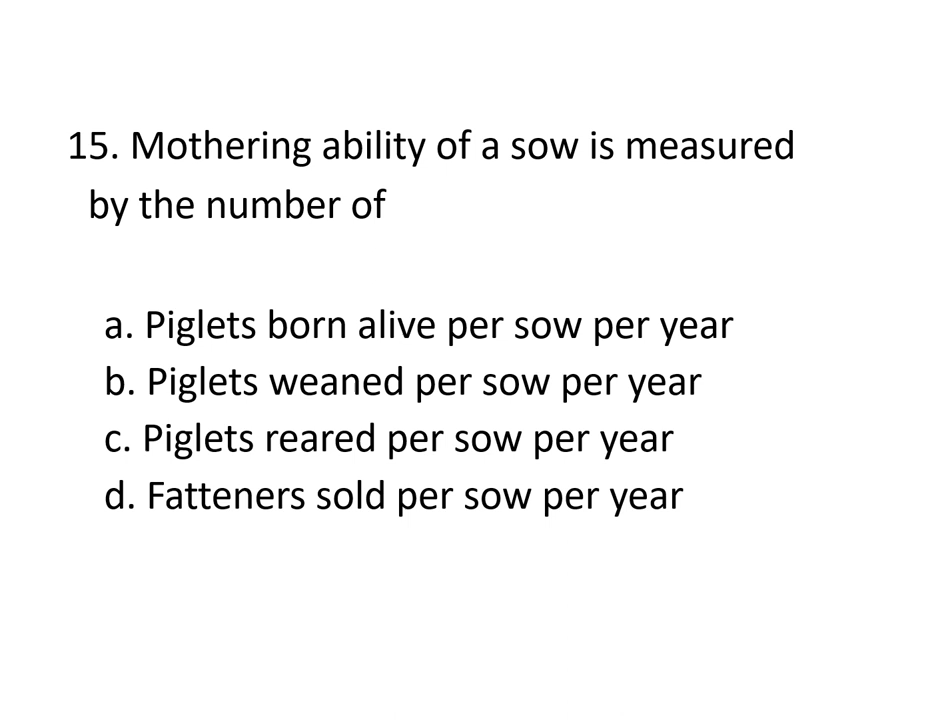 15. Mothering ability of a sow is measured
by the number of
a. Piglets born alive per sow per year
b. Piglets weaned per sow per year
c. Piglets reared per sow per year
d. Fatteners sold per sow per year